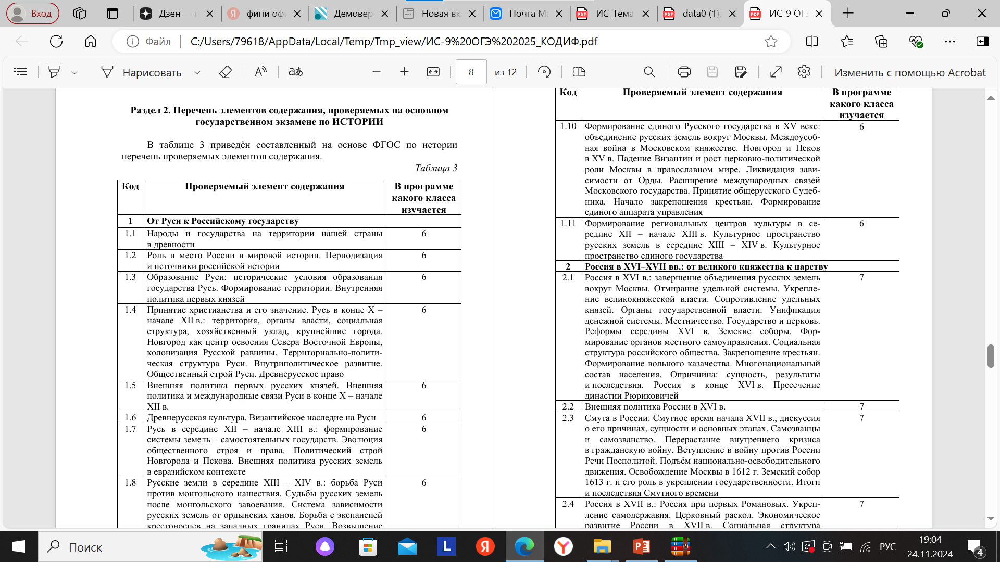 Вход
Дзен — п
фипи офи
Демоверс
Новая вк
Почта Ма
ИС_Тема
data0 (1).
ИС-9 ОГЭ
Файл
C:/Users/79618/AppData/Local/Temp/Tmp_view/ИС-9%20ОГЭ%202025_КОДИФ.pdf
Нарисовать
8
из 12
Изменить с помощью Acrobat
Раздел 2. Перечень элементов содержания, проверяемых на основном
государственном экзамене по ИСТОРИИ
В таблице 3 приведён составленный на основе ФГОС по истории
перечень проверяемых элементов содержания.
Таблица 3
Код
Проверяемый элемент содержания
В программе
какого класса
изучается
1 От Руси к Российскому государству
1.1 Народы и государства на территории нашей страны 6
в древности
1.2 Роль и место России в мировой истории. Периодизация 6
и источники российской истории
1.3 Образование Руси: исторические условия образования 6
государства Русь. Формирование территории. Внутренняя
политика первых князей
1.4 Принятие христианства и его значение. Русь в конце X – 6
начале XII в.: территория, органы власти, социальная
структура, хозяйственный уклад, крупнейшие города.
Новгород как центр освоения Севера Восточной Европы,
колонизация Русской равнины. Территориально-полити-
ческая структура Руси. Внутриполитическое развитие.
Общественный строй Руси. Древнерусское право
1.5 Внешняя политика первых русских князей. Внешняя 6
политика и международные связи Руси в конце X – начале
XII в.
1.6 Древнерусская культура. Византийское наследие на Руси 6
1.7 Русь в середине XII – начале XIII в.: формирование 6
системы земель – самостоятельных государств. Эволюция
общественного строя и права. Политический строй
Новгорода и Пскова. Внешняя политика русских земель
в евразийском контексте
1.8 Русские земли в середине XIII – XIV в.: борьба Руси 6
против монгольского нашествия. Судьбы русских земель
после монгольского завоевания. Система зависимости
русских земель от ордынских ханов. Борьба с экспансией
крестоносцев на западных границах Руси. Возвышение
Код
Проверяемый элемент содержания
В программе
какого класса
изучается
1.10 Формирование единого Русского государства в XV веке: 6
объединение русских земель вокруг Москвы. Междоусоб-
ная война в Московском княжестве. Новгород и Псков
в XV в. Падение Византии и рост церковно-политической
роли Москвы в православном мире. Ликвидация зави-
симости от Орды. Расширение международных связей
Московского государства. Принятие общерусского Судеб-
ника. Начало закрепощения крестьян. Формирование
единого аппарата управления
1.11 Формирование региональных центров культуры в се- 6
редине XII – начале XIII в. Культурное пространство
русских земель в середине XIII – XIV в. Культурное
пространство единого государства
2 Россия в XVI–XVII вв.: от великого княжества к царству
2.1 Россия в XVI в.: завершение объединения русских земель 7
вокруг Москвы. Отмирание удельной системы. Укрепле-
ние великокняжеской власти. Сопротивление удельных
князей. Органы государственной власти. Унификация
денежной системы. Местничество. Государство и церковь.
Реформы середины XVI в. Земские соборы. Фор-
мирование органов местного самоуправления. Социальная
структура российского общества. Закрепощение крестьян.
Формирование вольного казачества. Многонациональный
состав населения. Опричнина: сущность, результаты
и последствия. Россия в конце XVI в. Пресечение
династии Рюриковичей
2.2 Внешняя политика России в XVI в. 7
2.3 Смута в России: Смутное время начала XVII в., дискуссия 7
о его причинах, сущности и основных этапах. Самозванцы
и самозванство. Перерастание внутреннего кризиса
в гражданскую войну. Вступление в войну против России
Речи Посполитой. Подъём национально-освободительного
движения. Освобождение Москвы в 1612 г. Земский собор
1613 г. и его роль в укреплении государственности. Итоги
и последствия Смутного времени
2.4 Россия в XVII в.: Россия при первых Романовых. Укреп- 7
ление самодержавия. Церковный раскол. Экономическое
развитие России в XVII в. Социальная структура
Поиск
РУС
19:04
24.11.2024
4